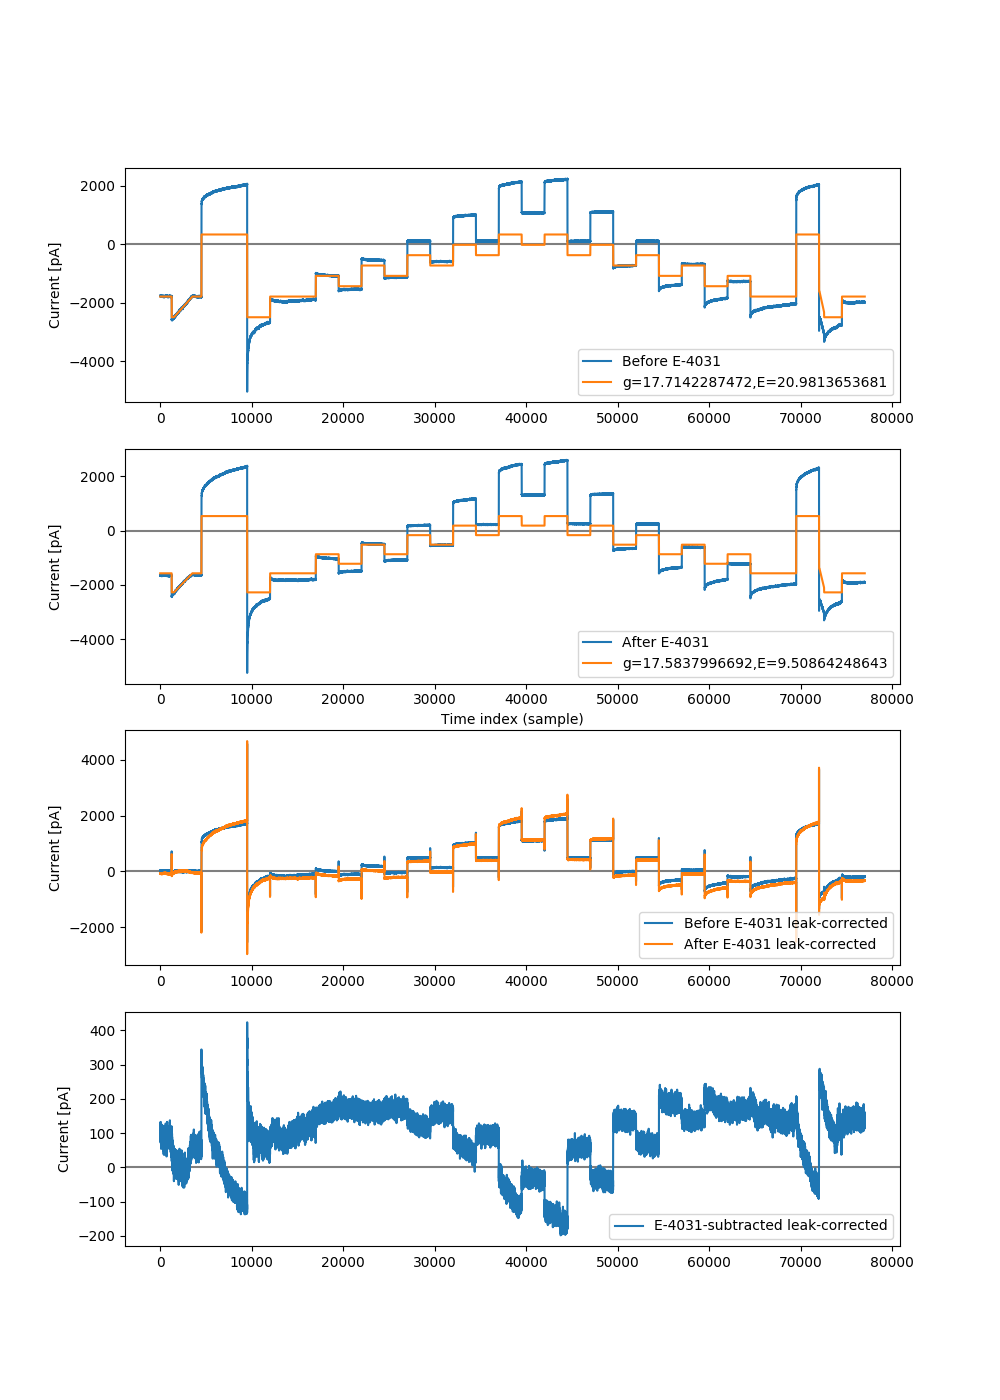 2000
0
−2000
−4000
Current [pA]
Before E-4031
g=17.7142287472,E=20.9813653681
0 10000 20000 30000 40000 50000 60000 70000 80000
2000
0
−2000
−4000
Current [pA]
After E-4031
g=17.5837996692,E=9.50864248643
0 10000 20000 30000 40000 50000 60000 70000 80000
Time index (sample)
4000
2000
0
−2000
Current [pA]
Before E-4031 leak-corrected
After E-4031 leak-corrected
0 10000 20000 30000 40000 50000 60000 70000 80000
400
300
200
100
0
−100
−200
Current [pA]
E-4031-subtracted leak-corrected
0 10000 20000 30000 40000 50000 60000 70000 80000